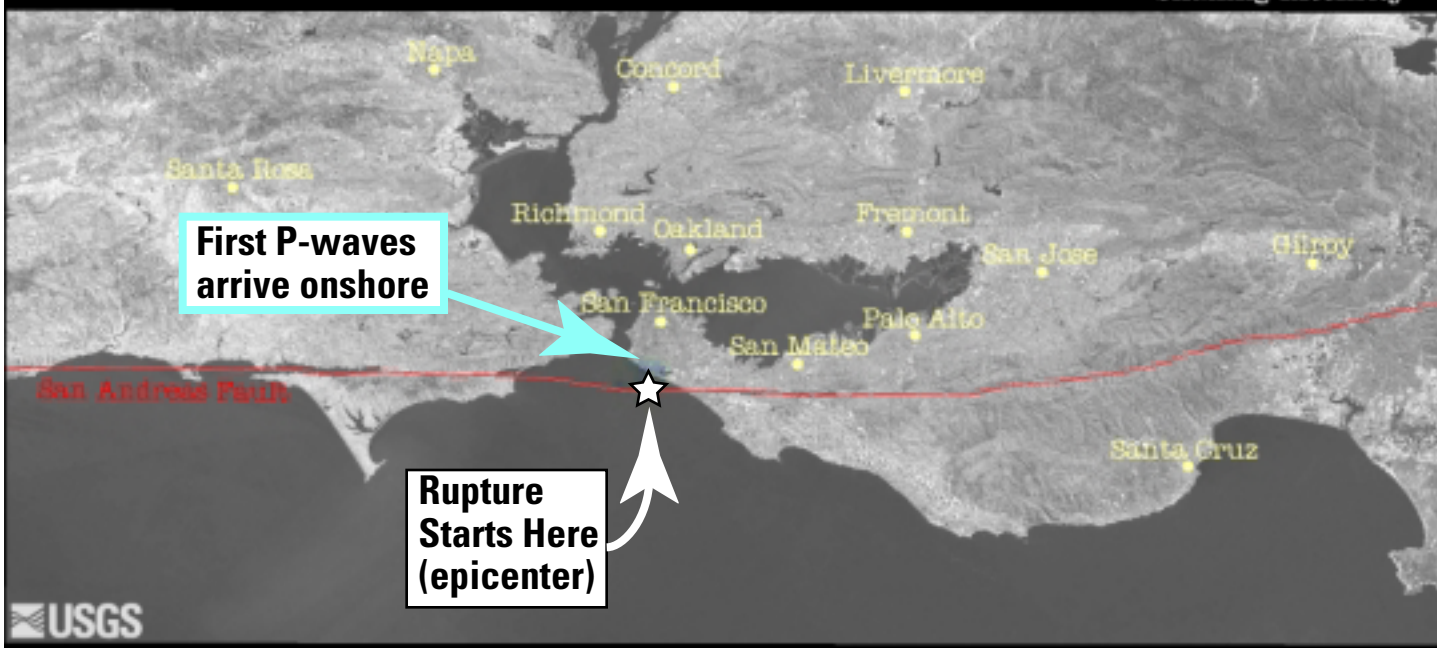 Napa
Concord
Livermore
Santa Rosa
Richmond
Oakland
Fremont
First P-waves
arrive onshore
San Jose
Gilroy
San Francisco
Palo Alto
San Mateo
San Andreas Fault
Santa Cruz
Rupture
Starts Here
(epicenter)
USGS